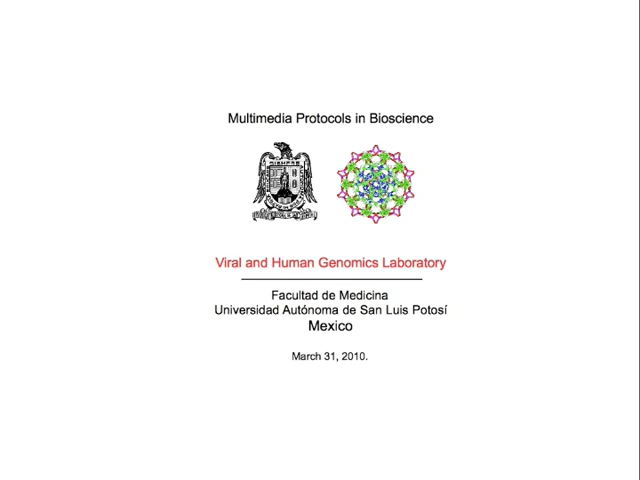 Multimedia Protocols in Bioscience
SIEMPRE
Viral and Human Genomics Laboratory
Facultad de Medicina
Universidad Autónoma de San Luis Potosí
Mexico
March 31, 2010.